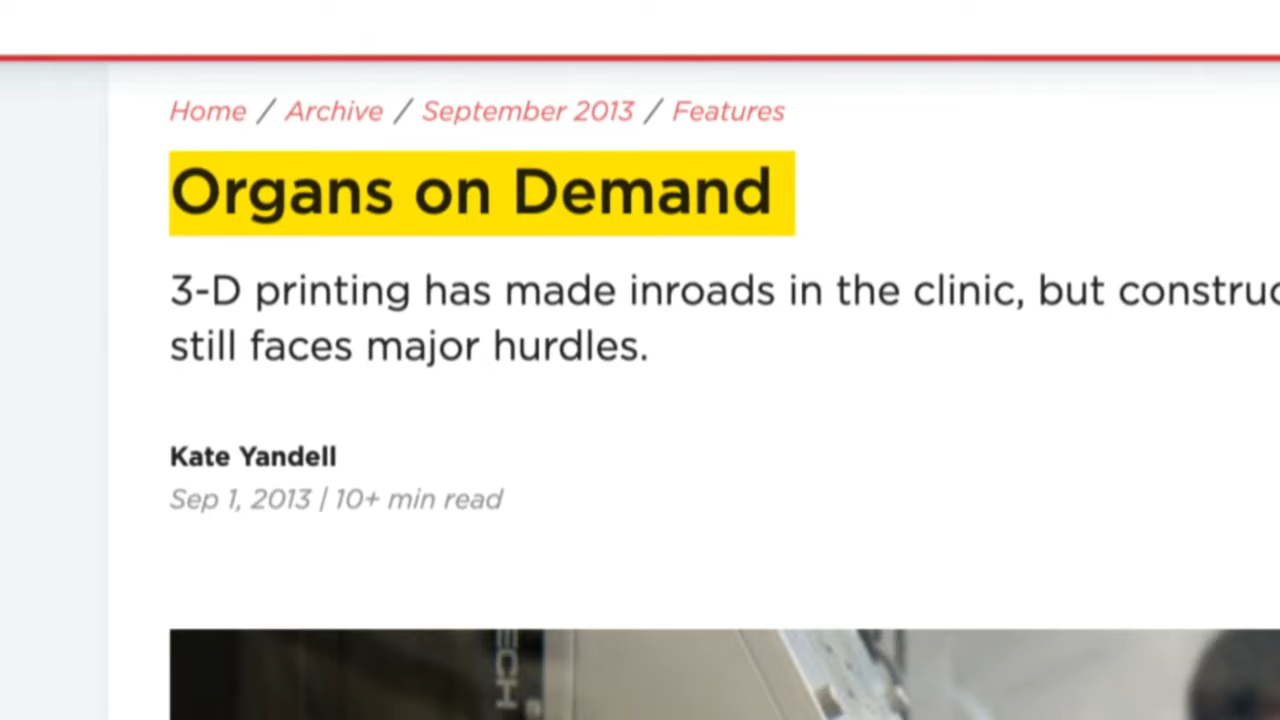 Home / Archive / September 2013 / Features
Organs on Demand
3-D printing has made inroads in the clinic, but
still faces major hurdles.
Kate Yandell
Sep 1, 2013 | 10+ min read